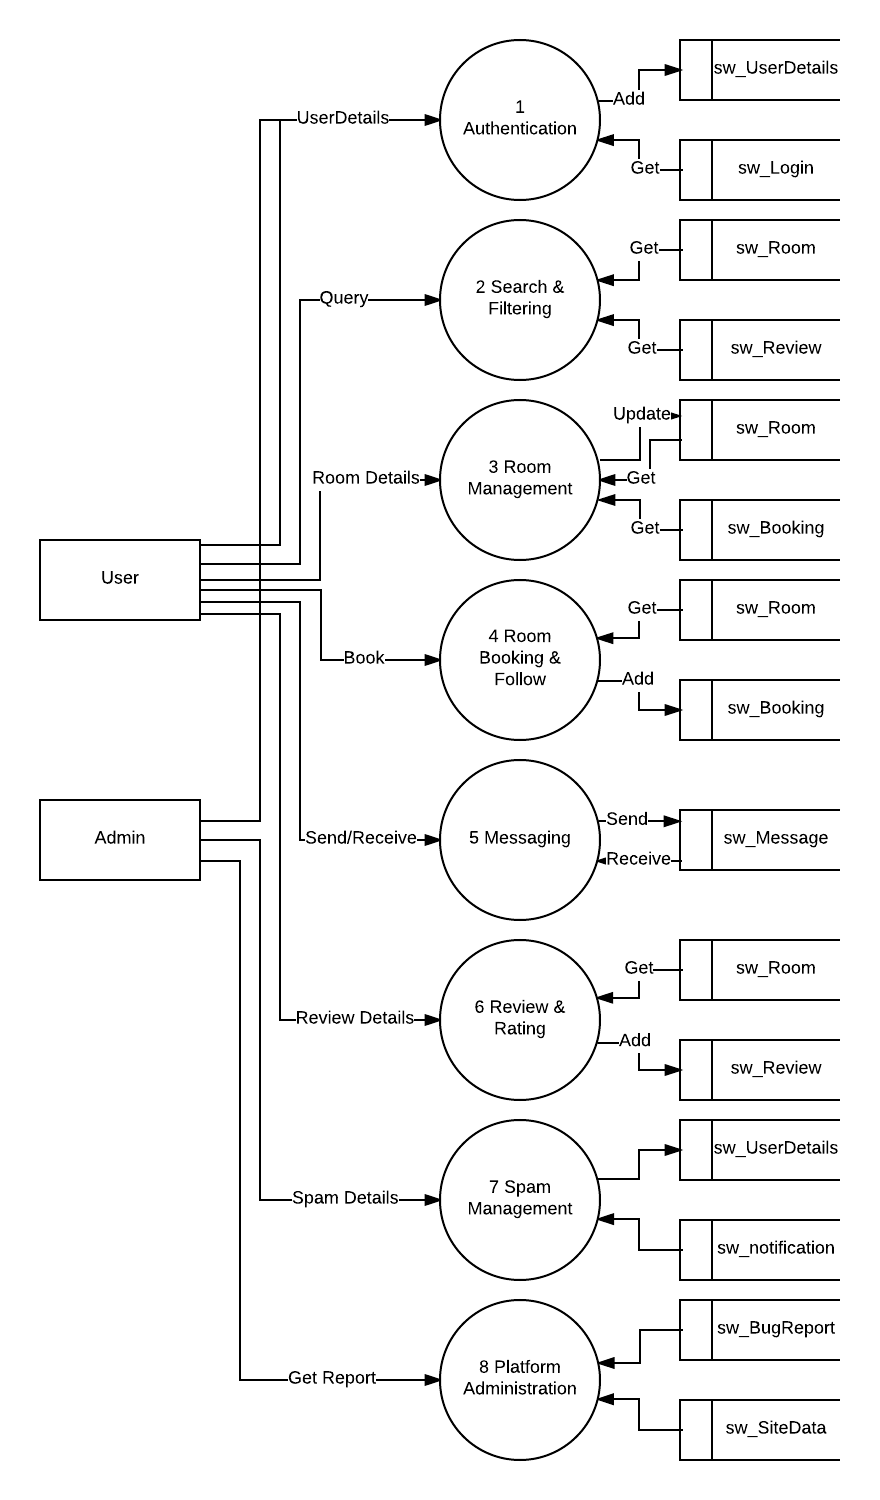 sw_UserDetails
Add
1
Authentication
UserDetails
Get
sw_Login
Get
sw_Room
2 Search &
Filtering
Query
Get
sw_Review
Update
sw_Room
3 Room
Management
Room Details
Get
Get
sw_Booking
User
Get
sw_Room
4 Room
Booking &
Follow
Book
Add
sw_Booking
Admin
Send/Receive
5 Messaging
Send
Receive
sw_Message
Get
sw_Room
6 Review &
Rating
Review Details
Add
sw_Review
sw_UserDetails
7 Spam
Management
Spam Details
sw_notification
sw_BugReport
8 Platform
Administration
Get Report
sw_SiteData